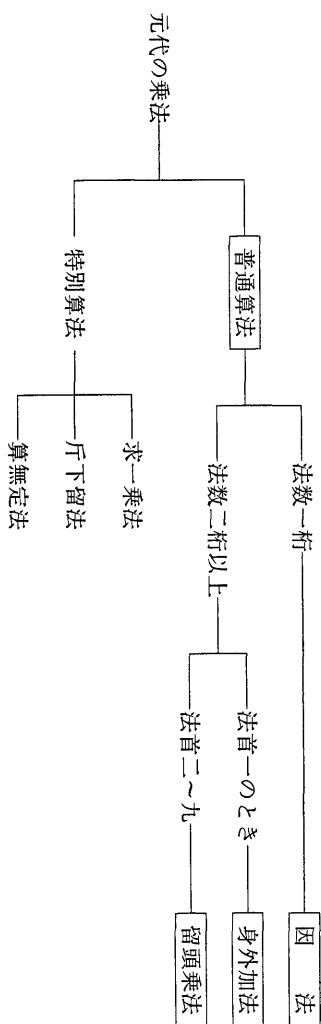 元代の乗法
普通算法
法数一桁
因 法
法数二桁以上
法首一のとき
身外加法
法首二～九
留頭乗法
特別算法
求一乗法
斤下留法
算無定法